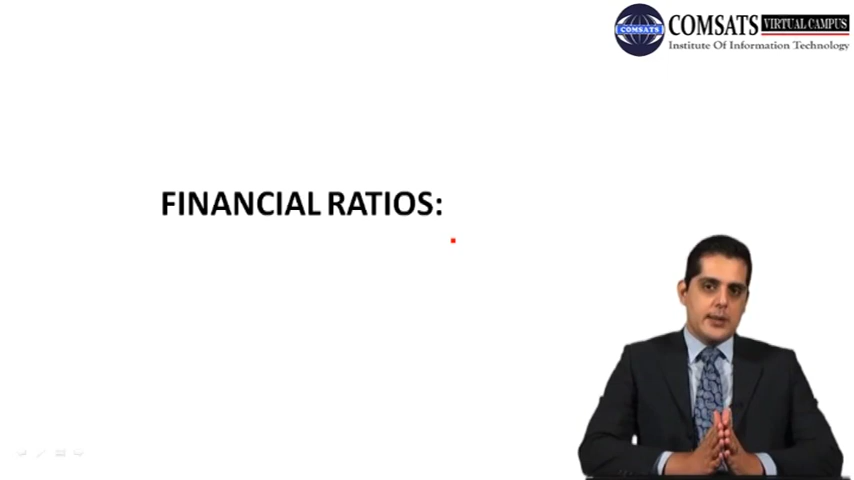 COMSATS VIRTUAL CAMPUS
Institute Of Information Technology
COMSATS
FINANCIAL RATIOS: